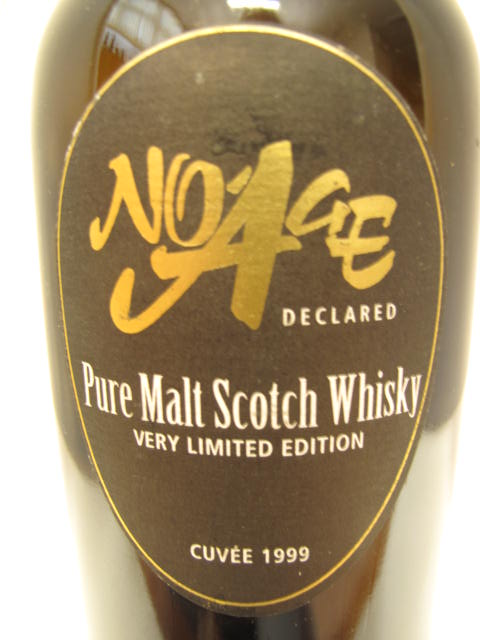 NO AGE
DECLARED
Pure Malt Scotch Whisky
VERY LIMITED EDITION
CUVÉE 1999